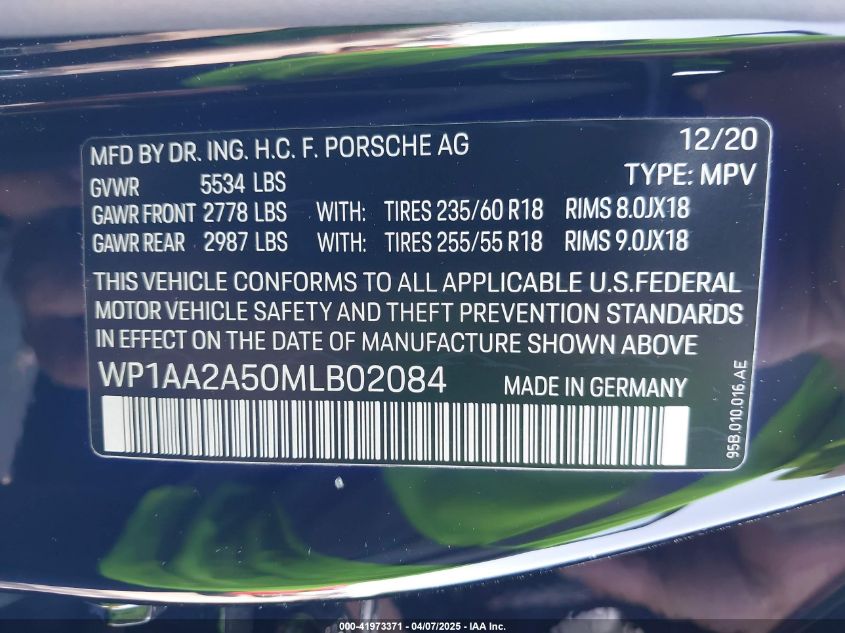 MFD BY DR. ING. H.C. F. PORSCHE AG 12/20
TYPE: MPV
GVWR 5534 LBS
GAWR FRONT 2778 LBS WITH: TIRES 235/60 R18 RIMS 8.0JX18
GAWR REAR 2987 LBS WITH: TIRES 255/55 R18 RIMS 9.0JX18
THIS VEHICLE CONFORMS TO ALL APPLICABLE U.S.FEDERAL
MOTOR VEHICLE SAFETY AND THEFT PREVENTION STANDARDS
IN EFFECT ON THE DATE OF MANUFACTURE SHOWN ABOVE
WP1AA2A50MLB02084 MADE IN GERMANY
95B.010.016.AE
000-41973371 - 04/07/2025 - IAA Inc.